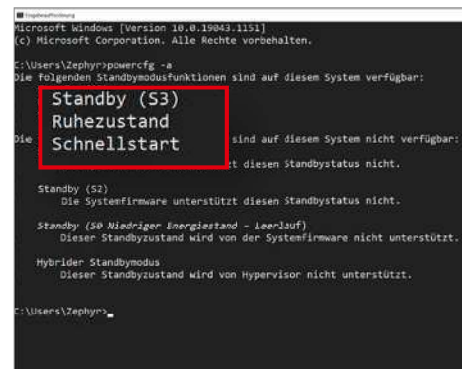 Eingabeaufforderung
Microsoft Windows [Version 10.0.19043.1151]
(c) Microsoft Corporation. Alle Rechte vorbehalten.
C:\Users\Zephyr>powercfg -a
Die folgenden Standbymodusfunktionen sind auf diesem System verfügbar:
Standby (S3)
Ruhezustand
Schnellstart
Die sind auf diesem System nicht verfügbar:
t diesen Standbystatus nicht.
Standby (S2)
Die Systemfirmware unterstützt diesen Standbystatus nicht.
Standby (S0 Niedriger Energiestand - Leerlauf)
Dieser Standbyzustand wird von der Systemfirmware nicht unterstützt.
Hybrider Standbymodus
Dieser Standbyzustand wird von Hypervisor nicht unterstützt.
C:\Users\Zephyr>_